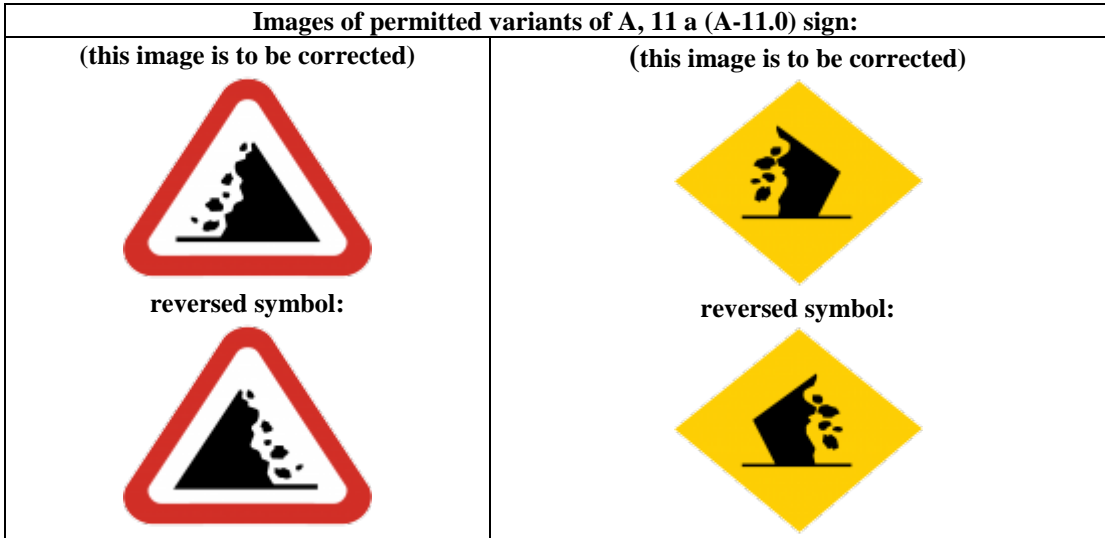 Images of permitted variants of A, 11 a (A-11.0) sign:
(this image is to be corrected)
(this image is to be corrected)
reversed symbol:
reversed symbol: